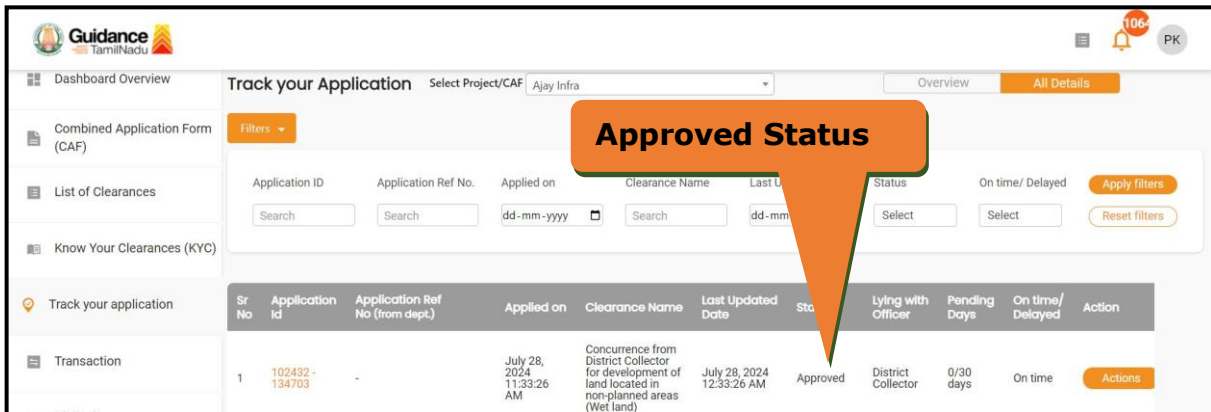 Guidance
TamilNadu
1064
PK
Dashboard Overview
Track your Application Select Project/CAF Ajay Infra Overview All Details
Combined Application Form
(CAF)
Filters
Approved Status
List of Clearances
Application ID Application Ref No. Applied on Clearance Name Last U Status On time/ Delayed Apply filters
Search Search dd-mm-yyyy Search dd-mm Select Select Reset filters
Know Your Clearances (KYC)
Track your application
Sr
No
Application
Id
Application Ref
No (from dept.)
Applied on
Clearance Name
Last Updated
Date
Sta
Lying with
Officer
Pending
Days
On time/
Delayed
Action
Transaction
1
102432 -
134703
-
July 28,
2024
11:33:26
AM
Concurrence from
District Collector
for development of
land located in
non-planned areas
(Wet land)
July 28, 2024
12:33:26 AM
Approved
District
Collector
0/30
days
On time
Actions